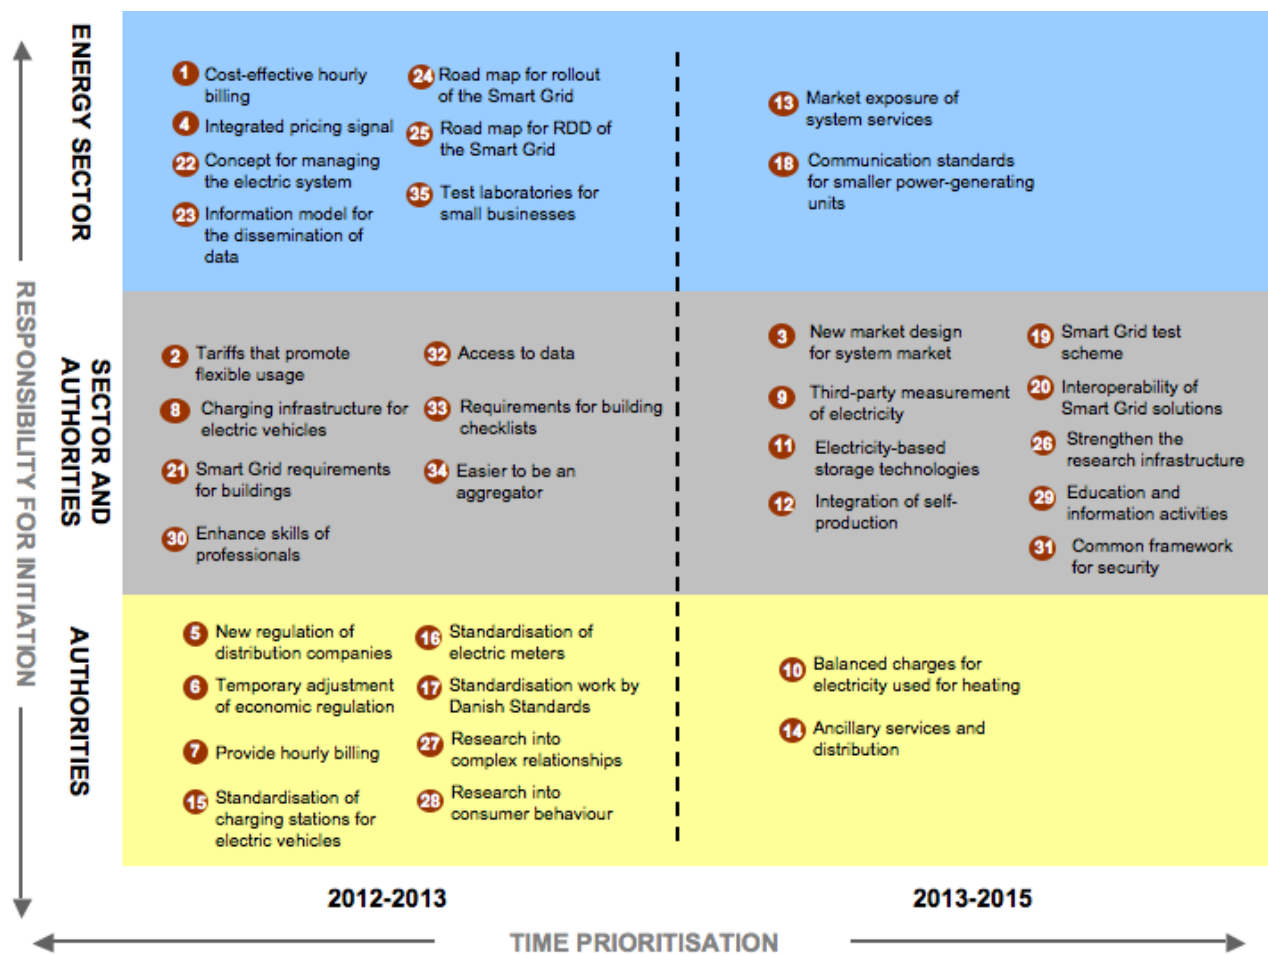 ENERGY SECTOR
1 Cost-effective hourly
billing
4 Integrated pricing signal
22 Concept for managing
the electric system
23 Information model for
the dissemination of
data
24 Road map for rollout
of the Smart Grid
25 Road map for RDD of
the Smart Grid
35 Test laboratories for
small businesses
13 Market exposure of
system services
18 Communication standards
for smaller power-generating
units
RESPONSIBILITY FOR INITIATION
SECTOR AND
AUTHORITIES
2 Tariffs that promote
flexible usage
8 Charging infrastructure for
electric vehicles
21 Smart Grid requirements
for buildings
30 Enhance skills of
professionals
32 Access to data
33 Requirements for building
checklists
34 Easier to be an
aggregator
3 New market design
for system market
9 Third-party measurement
of electricity
11 Electricity-based
storage technologies
12 Integration of self-
production
19 Smart Grid test
scheme
20 Interoperability of
Smart Grid solutions
26 Strengthen the
research infrastructure
29 Education and
information activities
31 Common framework
for security
AUTHORITIES
5 New regulation of
distribution companies
6 Temporary adjustment
of economic regulation
7 Provide hourly billing
15 Standardisation of
charging stations for
electric vehicles
16 Standardisation of
electric meters
17 Standardisation work by
Danish Standards
27 Research into
complex relationships
28 Research into
consumer behaviour
10 Balanced charges for
electricity used for heating
14 Ancillary services and
distribution
2012-2013
2013-2015
TIME PRIORITISATION